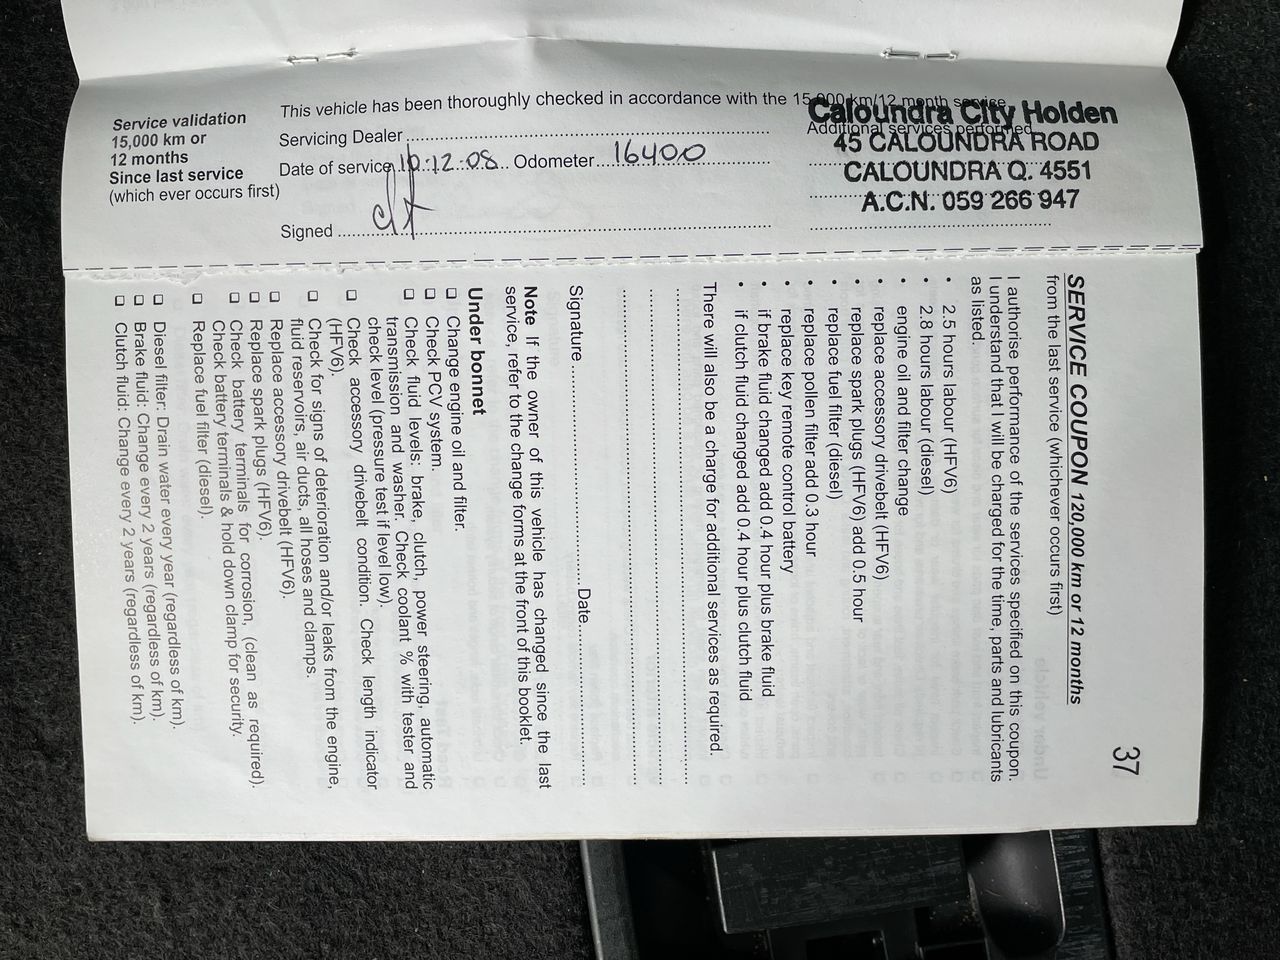 Service validation
15,000 km or
12 months
Since last service
(which ever occurs first)
This vehicle has been thoroughly checked in accordance with the 15,000 km/12 month service
Servicing Dealer
Date of service 10.12.08 Odometer 16400
Signed
Additional services performed
Caloundra City Holden
45 CALOUNDRA ROAD
CALOUNDRA Q. 4551
A.C.N. 059 266 947
37
SERVICE COUPON 120,000 km or 12 months
from the last service (whichever occurs first)
I authorise performance of the services specified on this coupon.
I understand that I will be charged for the time, parts and lubricants
as listed.
• 2.5 hours labour (HFV6)
• 2.8 hours labour (diesel)
• engine oil and filter change
• replace accessory drivebelt (HFV6)
• replace spark plugs (HFV6) add 0.5 hour
• replace fuel filter (diesel)
• replace pollen filter add 0.3 hour
• replace key remote control battery
• if brake fluid changed add 0.4 hour plus brake fluid
• if clutch fluid changed add 0.4 hour plus clutch fluid
There will also be a charge for additional services as required.
Signature Date
Note If the owner of this vehicle has changed since the last
service, refer to the change forms at the front of this booklet.
Under bonnet
❑ Change engine oil and filter.
❑ Check PCV system.
❑ Check fluid levels: brake, clutch, power steering, automatic
transmission and washer. Check coolant % with tester and
check level (pressure test if level low).
❑ Check accessory drivebelt condition. Check length indicator
(HFV6).
❑ Check for signs of deterioration and/or leaks from the engine,
fluid reservoirs, air ducts, all hoses and clamps.
❑ Replace accessory drivebelt (HFV6).
❑ Replace spark plugs (HFV6).
❑ Check battery terminals for corrosion, (clean as required).
Check battery terminals & hold down clamp for security.
❑ Replace fuel filter (diesel).
❑ Diesel filter: Drain water every year (regardless of km).
❑ Brake fluid: Change every 2 years (regardless of km).
❑ Clutch fluid: Change every 2 years (regardless of km).